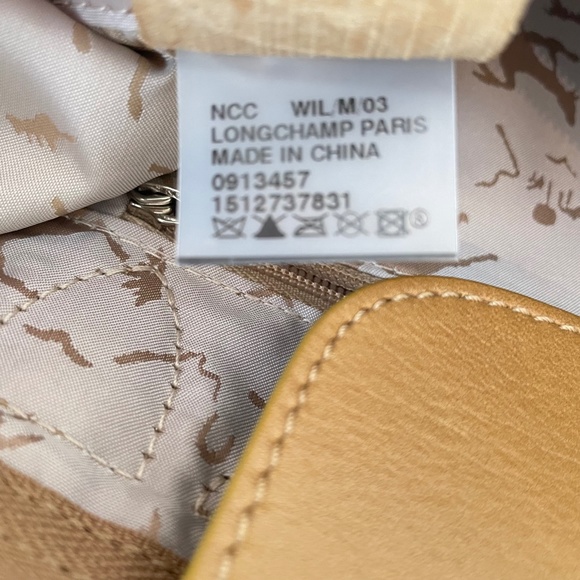 NCC WIL/M/03
LONGCHAMP PARIS
MADE IN CHINA
0913457
1512737831